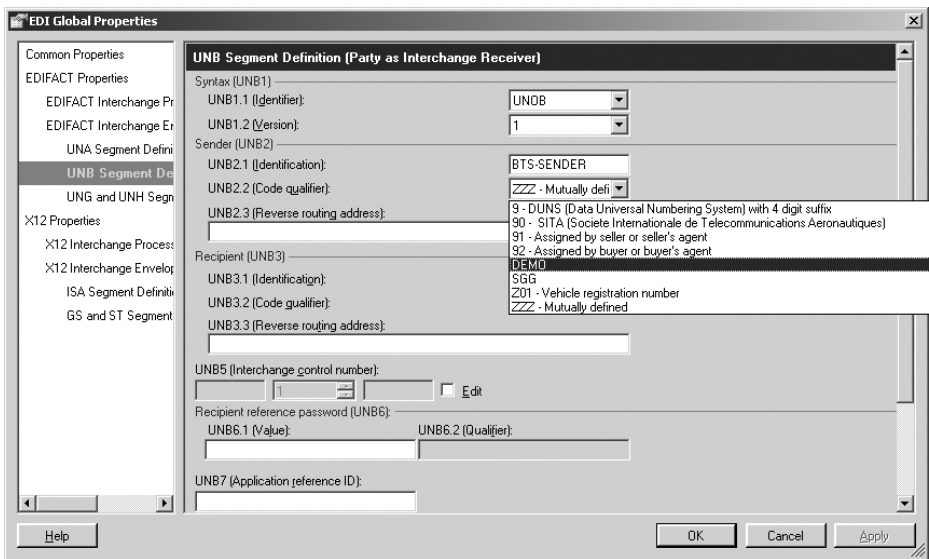 EDI Global Properties
Common Properties
EDIFACT Properties
EDIFACT Interchange Pr
EDIFACT Interchange Er
UNA Segment Defini
UNB Segment De
UNG and UNH Segn
X12 Properties
X12 Interchange Process
X12 Interchange Envelop
ISA Segment Definiti
GS and ST Segment
UNB Segment Definition (Party as Interchange Receiver)
Syntax (UNB1)
UNB1.1 (Identifier): UNOB
UNB1.2 (Version): 1
Sender (UNB2)
UNB2.1 (Identification): BTS-SENDER
UNB2.2 (Code qualifier): ZZZ - Mutually defi
9 - DUNS (Data Universal Numbering System) with 4 digit suffix
90 - SITA (Societe Internationale de Telecommunications Aeronautiques)
91 - Assigned by seller or seller's agent
92 - Assigned by buyer or buyer's agent
DEMO
SGG
Z01 - Vehicle registration number
ZZZ - Mutually defined
UNB2.3 (Reverse routing address):
Recipient (UNB3)
UNB3.1 (Identification):
UNB3.2 (Code qualifier):
UNB3.3 (Reverse routing address):
UNB5 (Interchange control number):
1 Edit
Recipient reference password (UNB6):
UNB6.1 (Value): UNB6.2 (Qualifier):
UNB7 (Application reference ID):
Help OK Cancel Apply